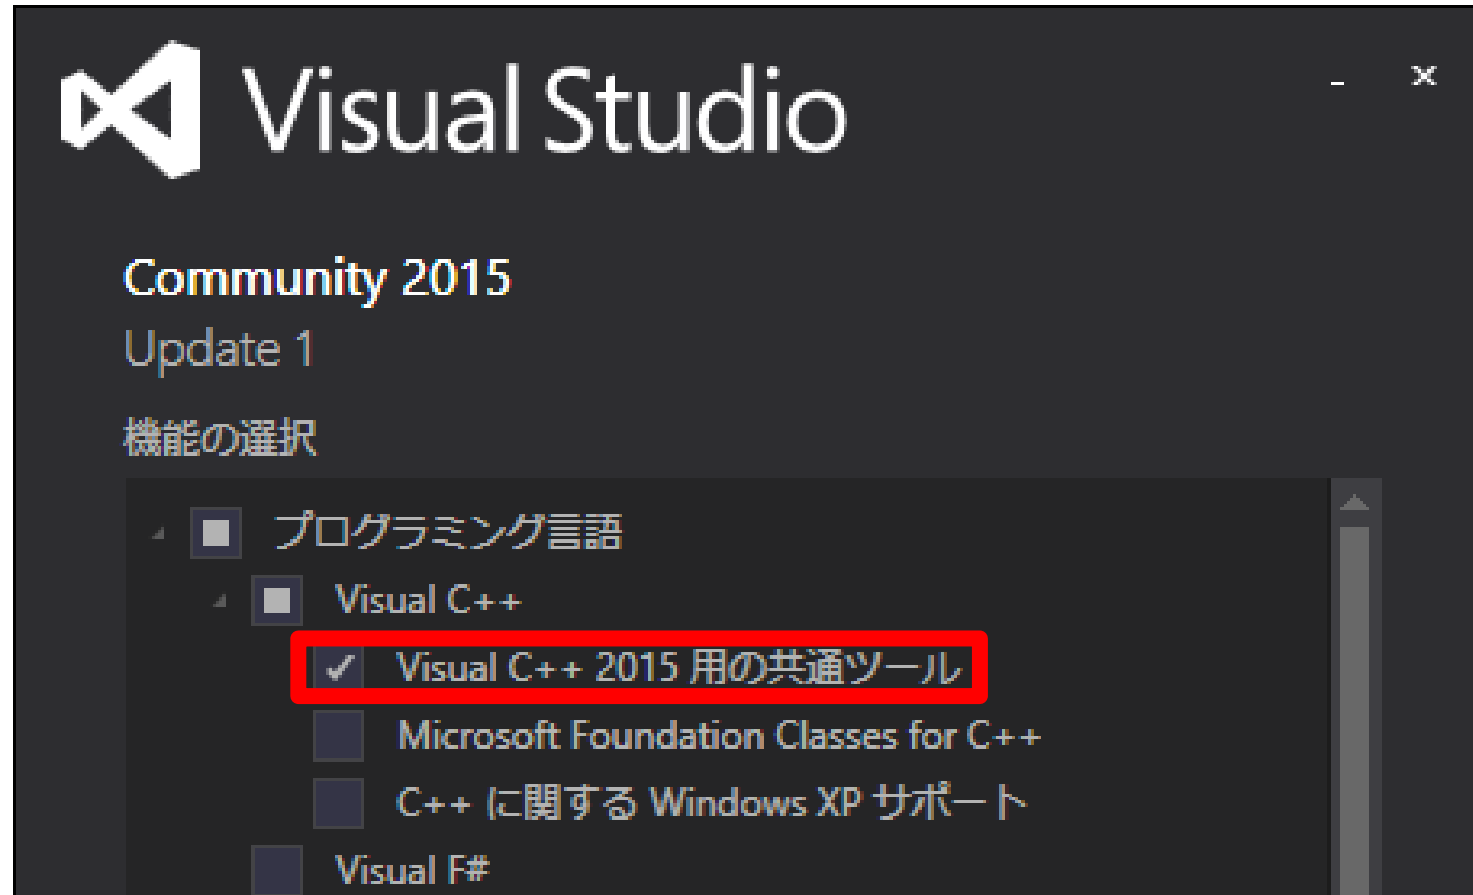 Visual Studio
Community 2015
Update 1
機能の選択
プログラミング言語
Visual C++
Visual C++ 2015 用の共通ツール
Microsoft Foundation Classes for C++
C++ に関する Windows XP サポート
Visual F#